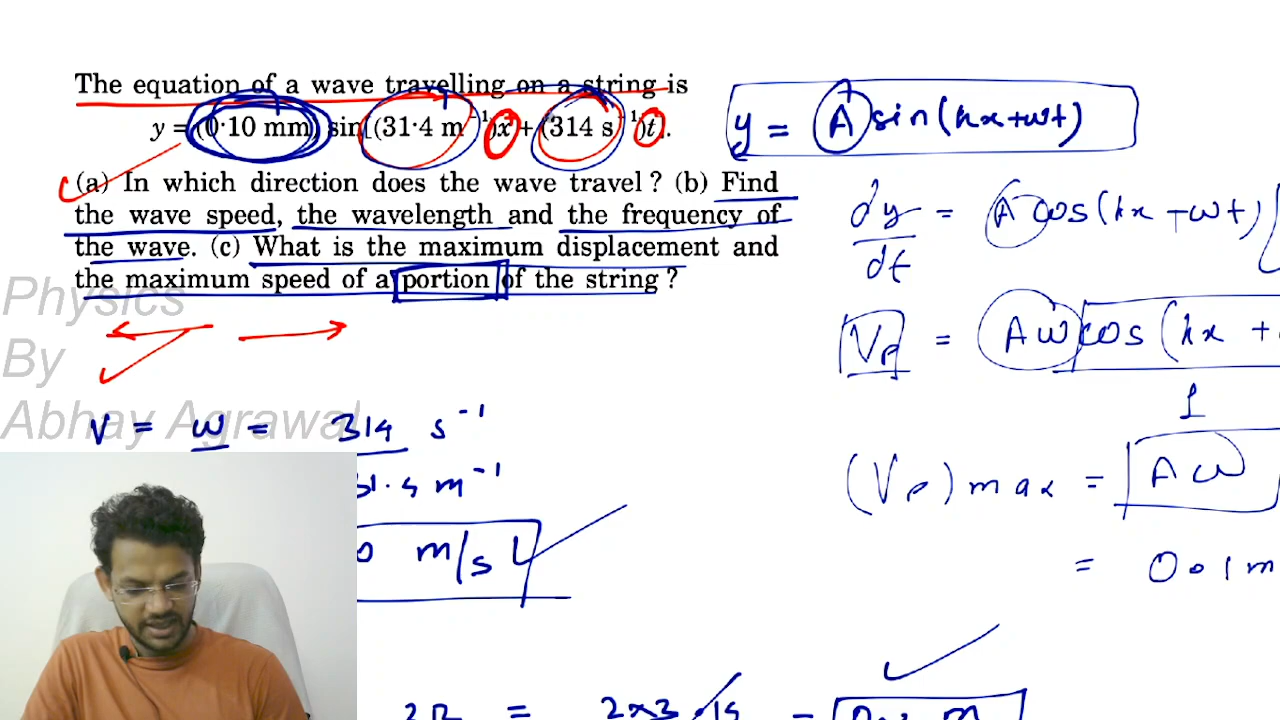 The equation of a wave travelling on a string is
y = (0·10 mm) sin[(31·4 m⁻¹)x + (314 s⁻¹)t].
(a) In which direction does the wave travel ? (b) Find
the wave speed, the wavelength and the frequency of
the wave. (c) What is the maximum displacement and
the maximum speed of a portion of the string ?
Physics
By
Abhay Agrawal
V = ω = 314 s⁻¹
m⁻¹
m/s
y = A sin(kx+ωt)
dy/dt = A cos(kx + ωt)
Vp = Aω cos (kx +
1
(Vp) max = Aω
= 0.1 m
= 2×3.14 =
m